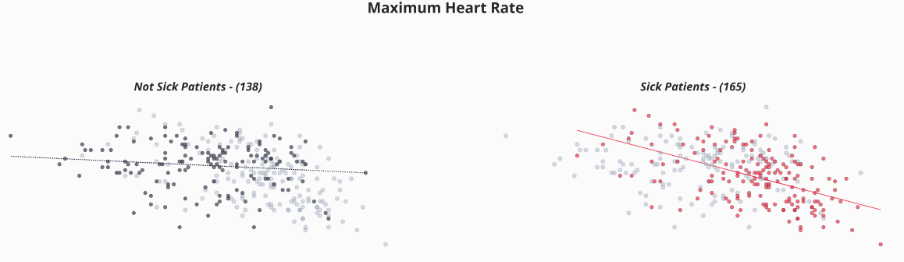 Maximum Heart Rate
Not Sick Patients - (138)
Sick Patients - (165)